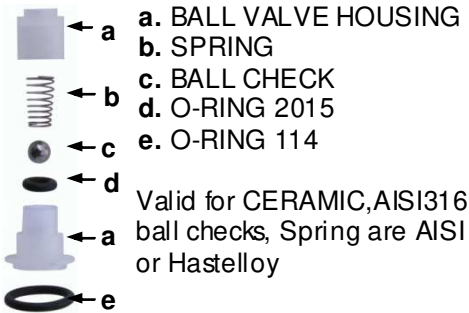 a
b
c
d
a
e
a. BALL VALVE HOUSING
b. SPRING
c. BALL CHECK
d. O-RING 2015
e. O-RING 114
Valid for CERAMIC,AISI316
ball checks, Spring are AISI
or Hastelloy